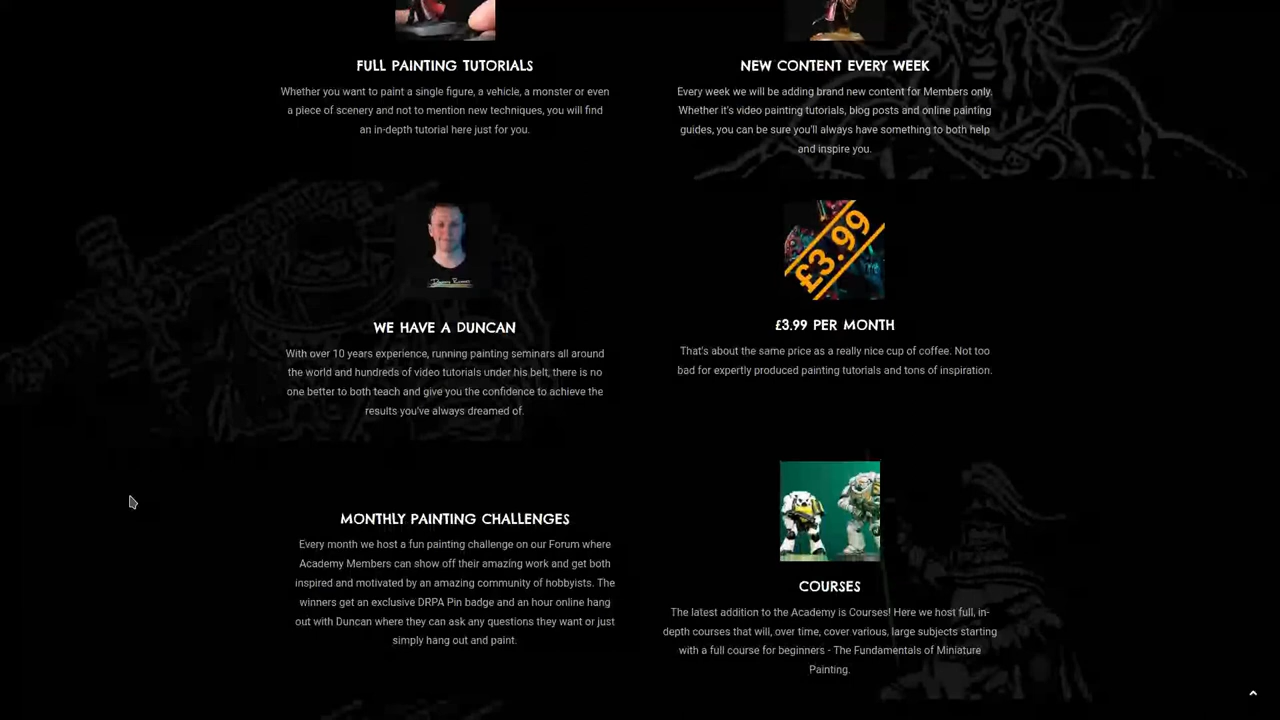 FULL PAINTING TUTORIALS
Whether you want to paint a single figure, a vehicle, a monster or even
a piece of scenery and not to mention new techniques, you will find
an in-depth tutorial here just for you.
NEW CONTENT EVERY WEEK
Every week we will be adding brand new content for Members only.
Whether it's video painting tutorials, blog posts and online painting
guides, you can be sure you'll always have something to both help
and inspire you.
WE HAVE A DUNCAN
With over 10 years experience, running painting seminars all around
the world and hundreds of video tutorials under his belt, there is no
one better to both teach and give you the confidence to achieve the
results you've always dreamed of.
£3.99
£3.99 PER MONTH
That's about the same price as a really nice cup of coffee. Not too
bad for expertly produced painting tutorials and tons of inspiration.
MONTHLY PAINTING CHALLENGES
Every month we host a fun painting challenge on our Forum where
Academy Members can show off their amazing work and get both
inspired and motivated by an amazing community of hobbyists. The
winners get an exclusive DRPA Pin badge and an hour online hang
out with Duncan where they can ask any questions they want or just
simply hang out and paint.
COURSES
The latest addition to the Academy is Courses! Here we host full, in-
depth courses that will, over time, cover various, large subjects starting
with a full course for beginners - The Fundamentals of Miniature
Painting.